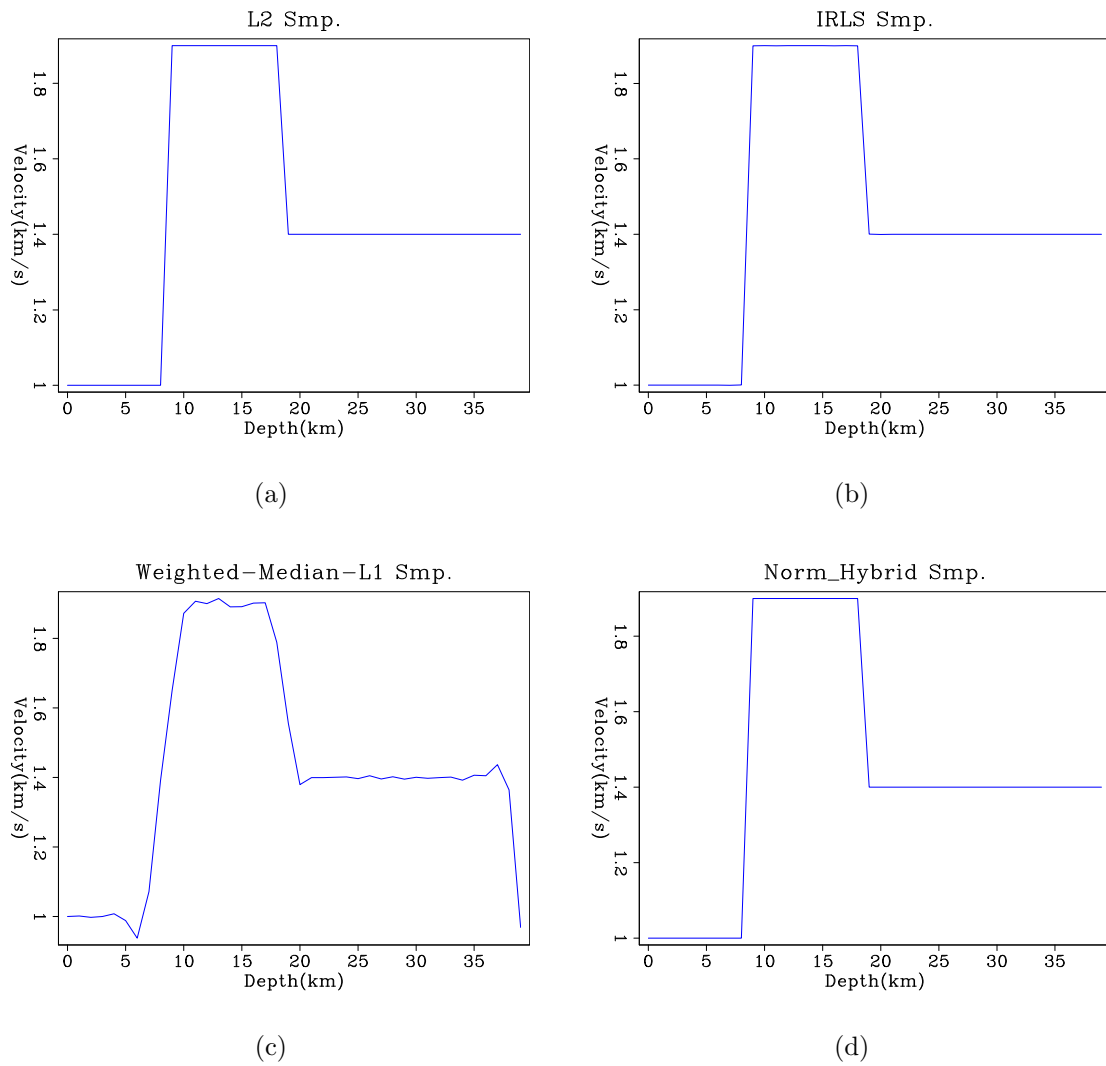 L2 Smp.
Velocity(km/s)
1.8
1.6
1.4
1.2
1
0 5 10 15 20 25 30 35
Depth(km)
(a)
IRLS Smp.
Velocity(km/s)
1.8
1.6
1.4
1.2
1
0 5 10 15 20 25 30 35
Depth(km)
(b)
Weighted-Median-L1 Smp.
Velocity(km/s)
1.8
1.6
1.4
1.2
1
0 5 10 15 20 25 30 35
Depth(km)
(c)
Norm_Hybrid Smp.
Velocity(km/s)
1.8
1.6
1.4
1.2
1
0 5 10 15 20 25 30 35
Depth(km)
(d)